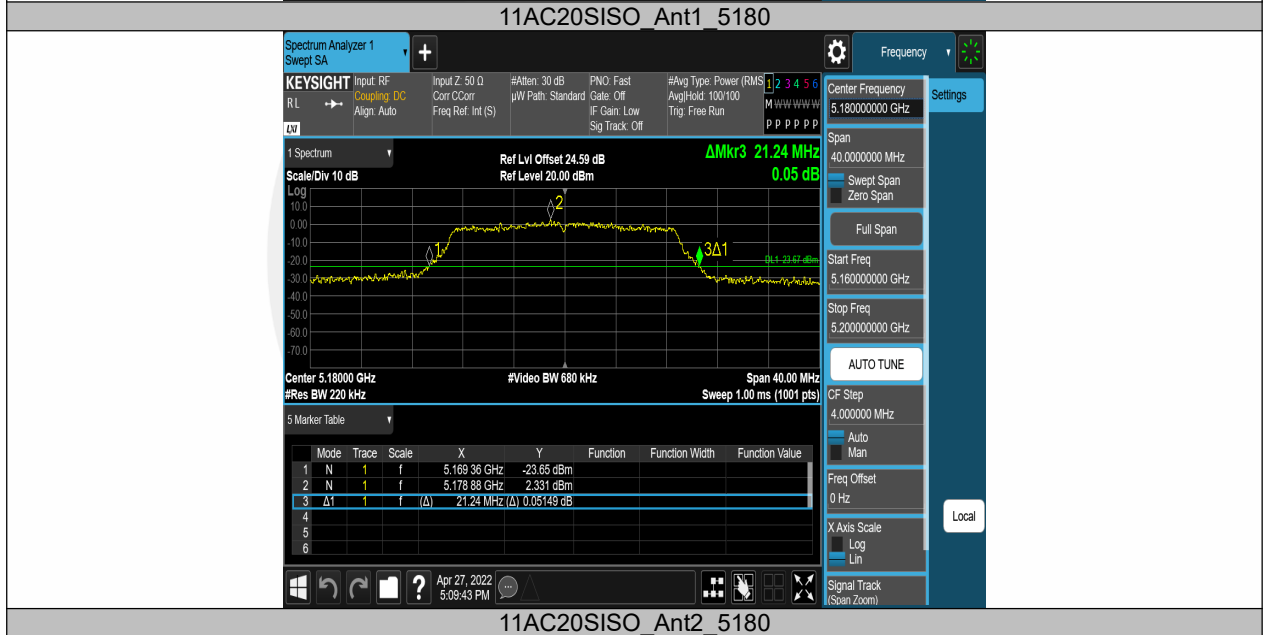 11AC20SISO_Ant1_5180
Spectrum Analyzer 1
Swept SA
+
Frequency
KEYSIGHT
RL
LXI
Input: RF
Coupling: DC
Align: Auto
Input Z: 50 Ω
Corr CCorr
Freq Ref: Int (S)
#Atten: 30 dB
µW Path: Standard
PNO: Fast
Gate: Off
IF Gain: Low
Sig Track: Off
#Avg Type: Power (RMS
Avg|Hold: 100/100
Trig: Free Run
1 2 3 4 5 6
M W W W W W
P P P P P P
Center Frequency
5.180000000 GHz
Settings
Span
40.0000000 MHz
Swept Span
Zero Span
Full Span
Start Freq
5.160000000 GHz
Stop Freq
5.200000000 GHz
AUTO TUNE
CF Step
4.000000 MHz
Auto
Man
Freq Offset
0 Hz
X Axis Scale
Log
Lin
Local
Signal Track
(Span Zoom)
1 Spectrum
Scale/Div 10 dB
Ref Lvl Offset 24.59 dB
Ref Level 20.00 dBm
ΔMkr3 21.24 MHz
0.05 dB
Log
10.0
0.00
-10.0
-20.0
-30.0
-40.0
-50.0
-60.0
-70.0
1
2
3Δ1
DL1 -23.67 dBm
Center 5.18000 GHz
#Video BW 680 kHz
Span 40.00 MHz
#Res BW 220 kHz
Sweep 1.00 ms (1001 pts)
5 Marker Table
Mode Trace Scale X Y Function Function Width Function Value
1 N 1 f 5.169 36 GHz -23.65 dBm
2 N 1 f 5.178 88 GHz 2.331 dBm
3 Δ1 1 f (Δ) 21.24 MHz (Δ) 0.05149 dB
4
5
6
?
Apr 27, 2022
5:09:43 PM
11AC20SISO_Ant2_5180